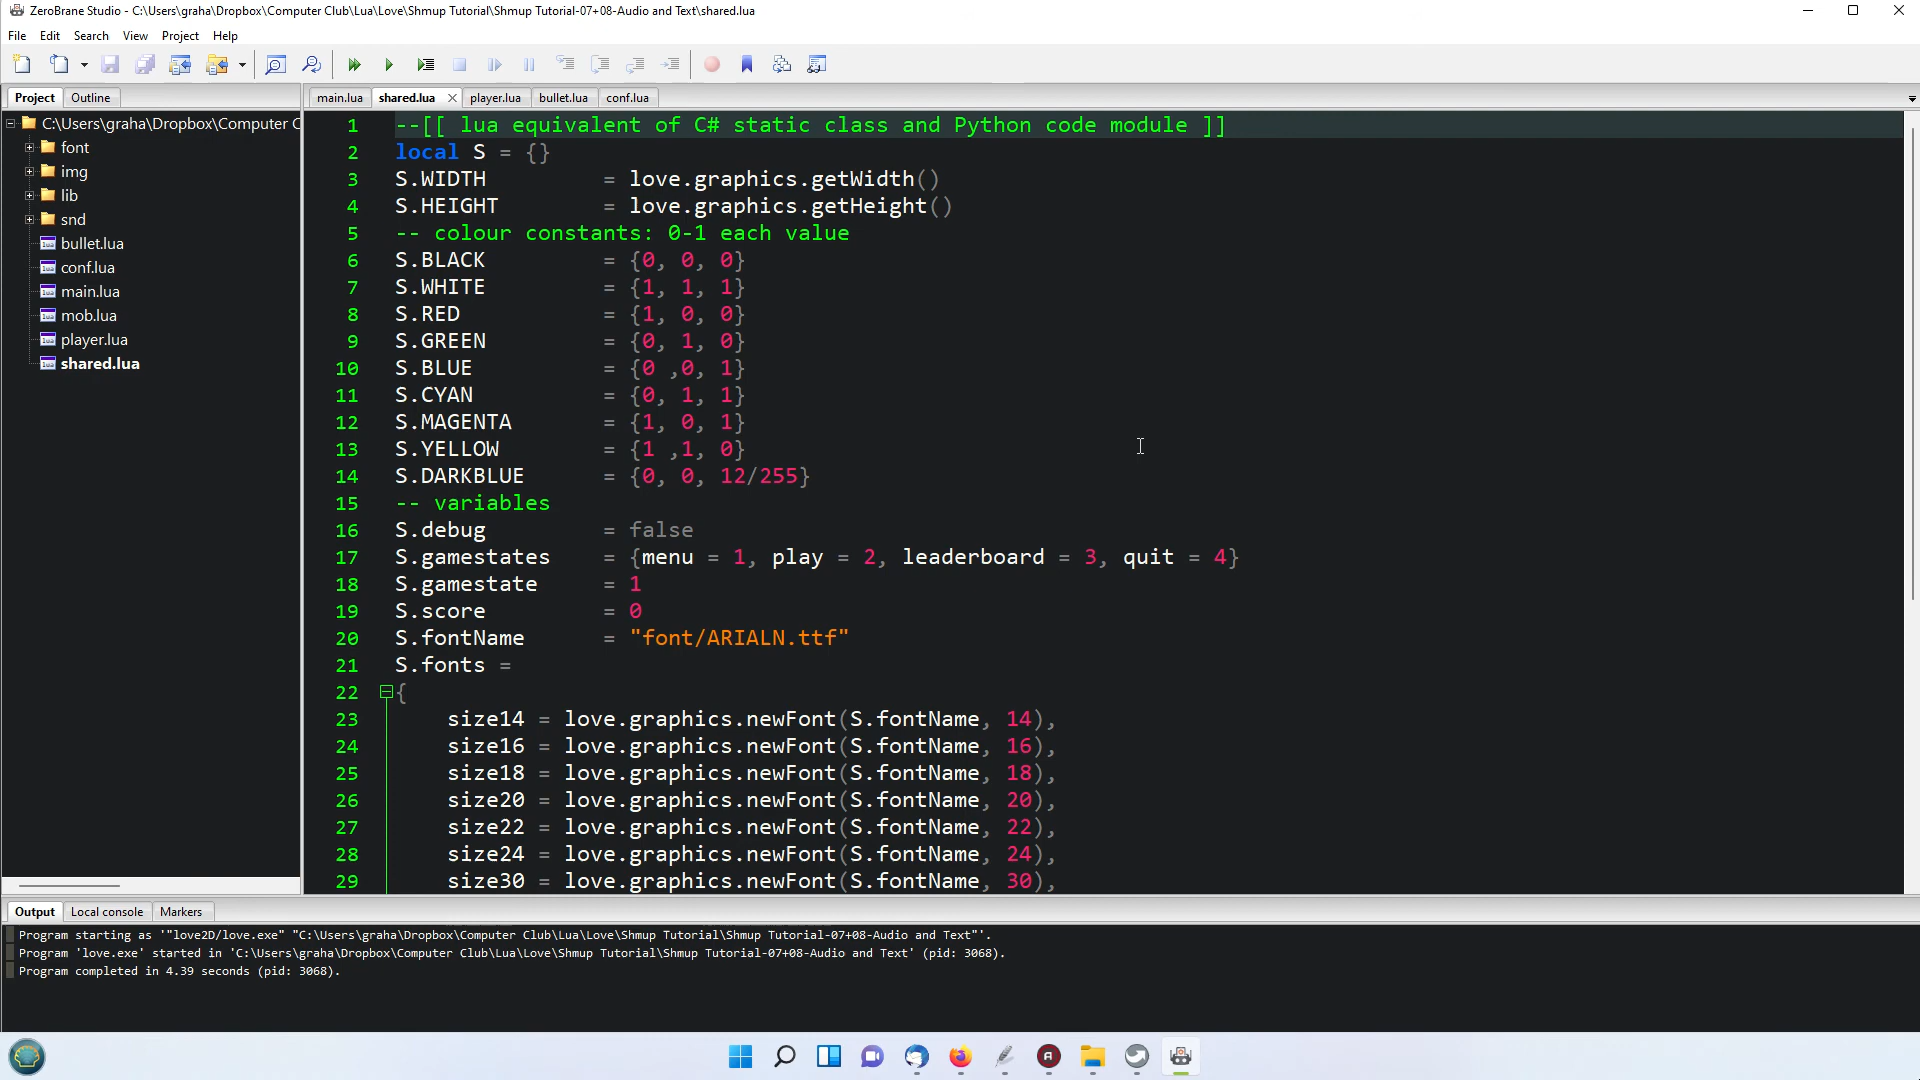 ZeroBrane Studio - C:\Users\graha\Dropbox\Computer Club\Lua\Love\Shmup Tutorial\Shmup Tutorial-07+08-Audio and Text\shared.lua
File Edit Search View Project Help
Project Outline
main.lua shared.lua player.lua bullet.lua conf.lua
C:\Users\graha\Dropbox\Computer C
font
img
lib
snd
bullet.lua
conf.lua
main.lua
mob.lua
player.lua
shared.lua
1 --[[ lua equivalent of C# static class and Python code module ]]
2 local S = {}
3 S.WIDTH = love.graphics.getWidth()
4 S.HEIGHT = love.graphics.getHeight()
5 -- colour constants: 0-1 each value
6 S.BLACK = {0, 0, 0}
7 S.WHITE = {1, 1, 1}
8 S.RED = {1, 0, 0}
9 S.GREEN = {0, 1, 0}
10 S.BLUE = {0 ,0, 1}
11 S.CYAN = {0, 1, 1}
12 S.MAGENTA = {1, 0, 1}
13 S.YELLOW = {1 ,1, 0}
14 S.DARKBLUE = {0, 0, 12/255}
15 -- variables
16 S.debug = false
17 S.gamestates = {menu = 1, play = 2, leaderboard = 3, quit = 4}
18 S.gamestate = 1
19 S.score = 0
20 S.fontName = "font/ARIALN.ttf"
21 S.fonts =
22 {
23 size14 = love.graphics.newFont(S.fontName, 14),
24 size16 = love.graphics.newFont(S.fontName, 16),
25 size18 = love.graphics.newFont(S.fontName, 18),
26 size20 = love.graphics.newFont(S.fontName, 20),
27 size22 = love.graphics.newFont(S.fontName, 22),
28 size24 = love.graphics.newFont(S.fontName, 24),
29 size30 = love.graphics.newFont(S.fontName, 30),
Output Local console Markers
Program starting as '"love2D/love.exe" "C:\Users\graha\Dropbox\Computer Club\Lua\Love\Shmup Tutorial\Shmup Tutorial-07+08-Audio and Text"'.
Program 'love.exe' started in 'C:\Users\graha\Dropbox\Computer Club\Lua\Love\Shmup Tutorial\Shmup Tutorial-07+08-Audio and Text' (pid: 3068).
Program completed in 4.39 seconds (pid: 3068).